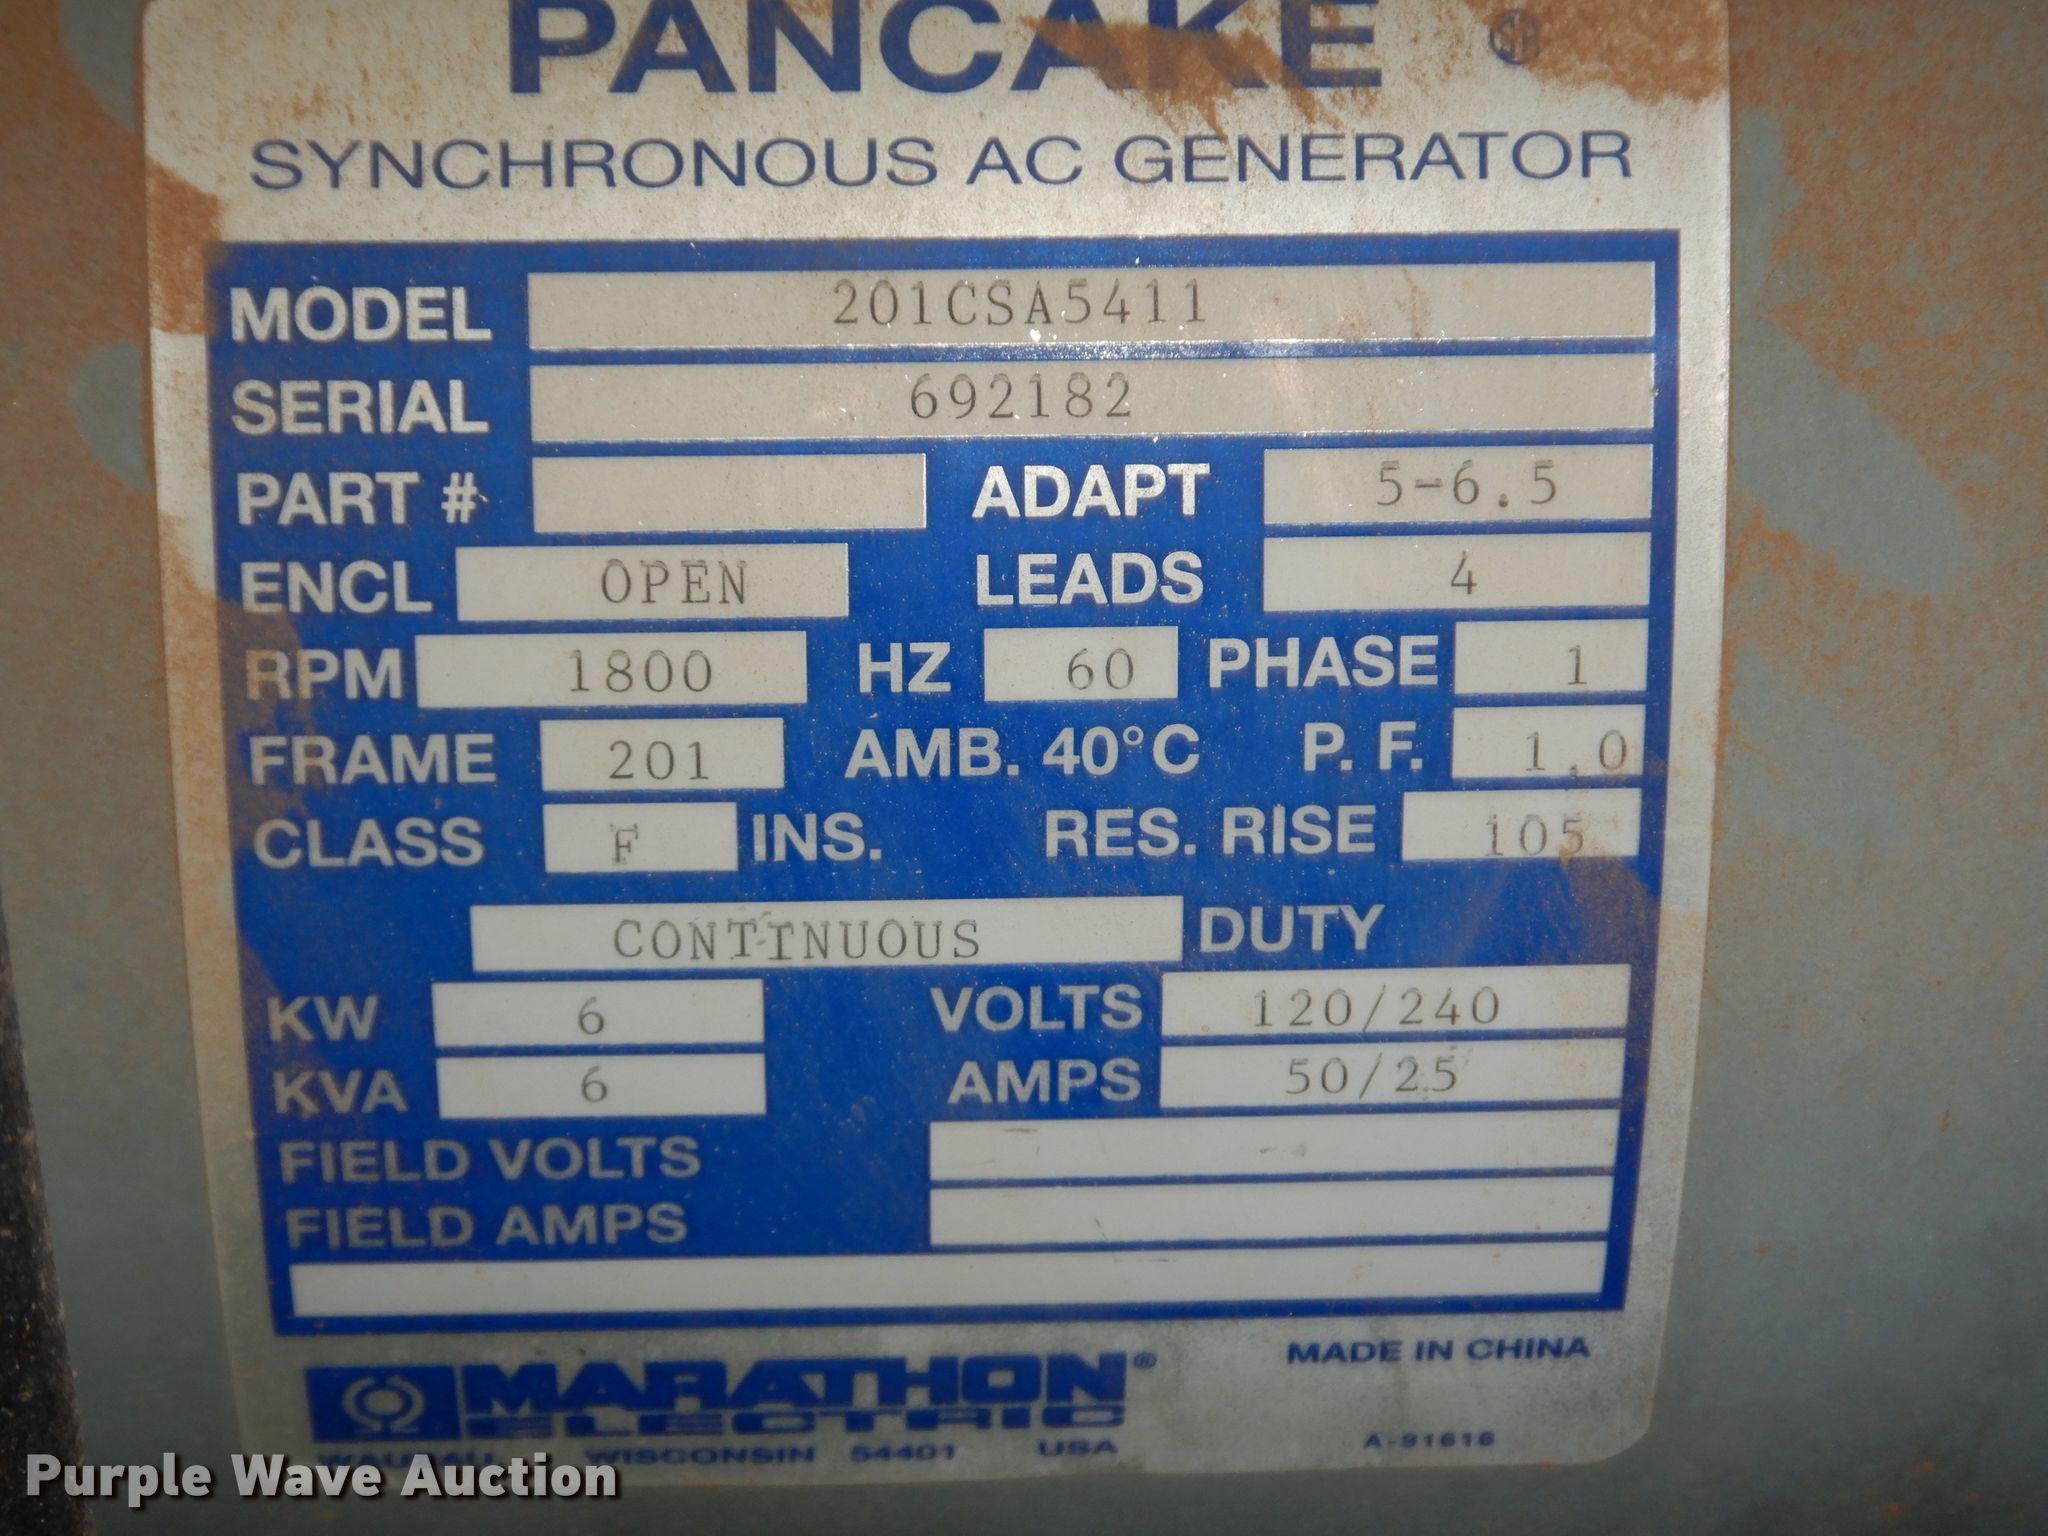 PANCAKE
SYNCHRONOUS AC GENERATOR
MODEL 201CSA5411
SERIAL 692182
PART # ADAPT 5-6.5
ENCL OPEN LEADS 4
RPM 1800 HZ 60 PHASE 1
FRAME 201 AMB. 40°C P. F. 1.0
CLASS F INS. RES. RISE 105
CONTINUOUS DUTY
KW 6 VOLTS 120/240
KVA 6 AMPS 50/25
FIELD VOLTS
FIELD AMPS
MARATHON® MADE IN CHINA
ELECTRIC
WAUSAU WISCONSIN 54401 USA A-91616
Purple Wave Auction